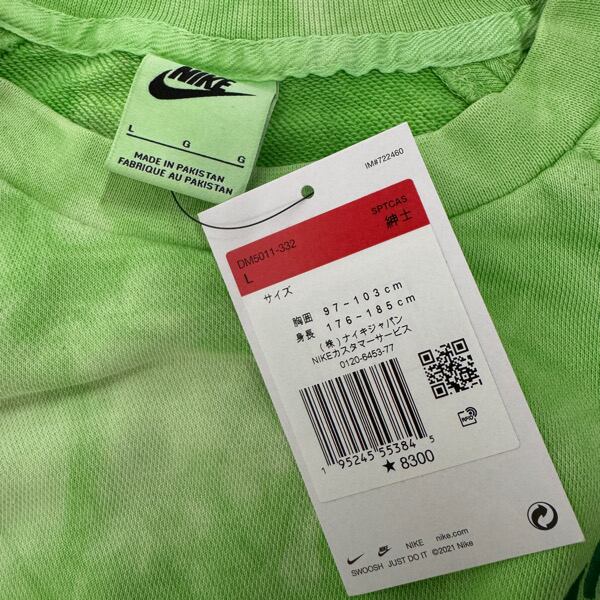 NIKE
L G G
MADE IN PAKISTAN
FABRIQUE AU PAKISTAN
IM#722460
DM5011-332 SPTCAS
L 紳士
サイズ
胸囲 97-103cm
身長 176-185cm
(株)ナイキジャパン
NIKEカスタマーサービス
0120-6453-77
RFID
1 95245 55384 5
★8300
NIKE nike.com
SWOOSH JUST DO IT ©2021 Nike